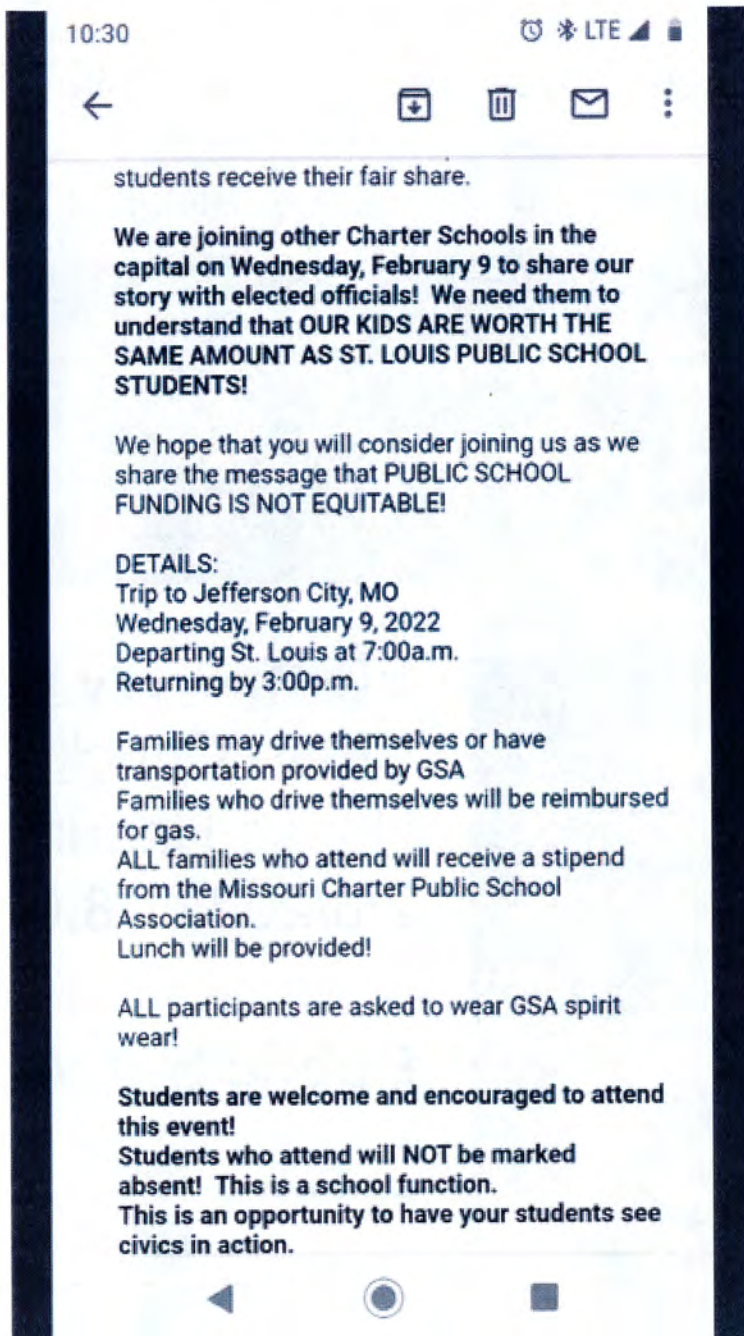 10:30 LTE
students receive their fair share.
We are joining other Charter Schools in the
capital on Wednesday, February 9 to share our
story with elected officials! We need them to
understand that OUR KIDS ARE WORTH THE
SAME AMOUNT AS ST. LOUIS PUBLIC SCHOOL
STUDENTS!
We hope that you will consider joining us as we
share the message that PUBLIC SCHOOL
FUNDING IS NOT EQUITABLE!
DETAILS:
Trip to Jefferson City, MO
Wednesday, February 9, 2022
Departing St. Louis at 7:00a.m.
Returning by 3:00p.m.
Families may drive themselves or have
transportation provided by GSA
Families who drive themselves will be reimbursed
for gas.
ALL families who attend will receive a stipend
from the Missouri Charter Public School
Association.
Lunch will be provided!
ALL participants are asked to wear GSA spirit
wear!
Students are welcome and encouraged to attend
this event!
Students who attend will NOT be marked
absent! This is a school function.
This is an opportunity to have your students see
civics in action.